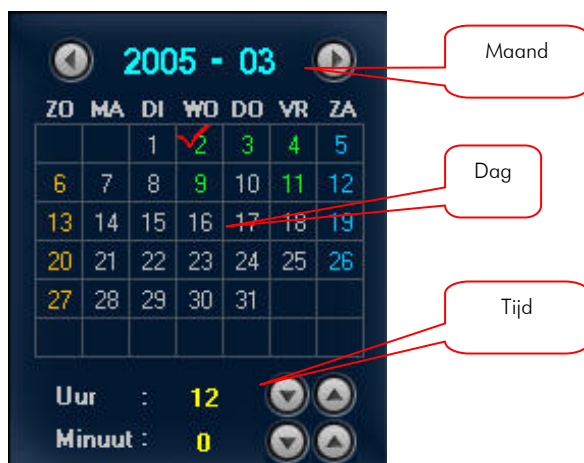 2005 - 03
Maand
ZO MA DI WO DO VR ZA
1 2 3 4 5
6 7 8 9 10 11 12
Dag
13 14 15 16 17 18 19
20 21 22 23 24 25 26
27 28 29 30 31
Tijd
Uur : 12
Minuut : 0